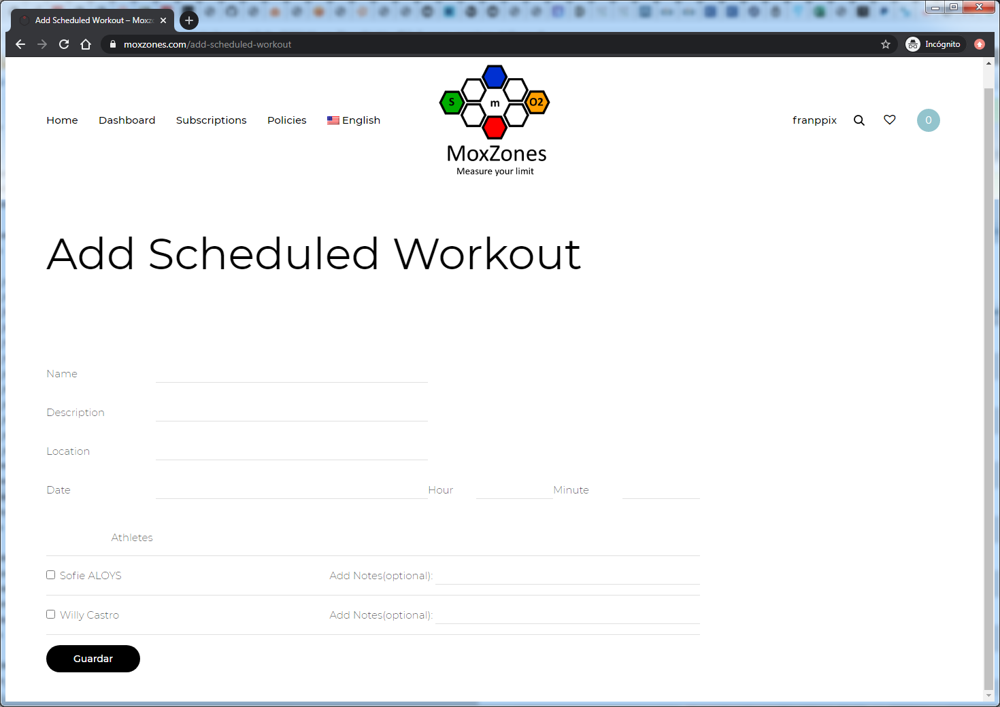 Add Scheduled Workout – Moxz
moxzones.com/add-scheduled-workout
Incógnito
Home Dashboard Subscriptions Policies English
S m O2
MoxZones
Measure your limit
franppix 0
Add Scheduled Workout
Name
Description
Location
Date Hour Minute
Athletes
Sofie ALOYS Add Notes(optional):
Willy Castro Add Notes(optional):
Guardar